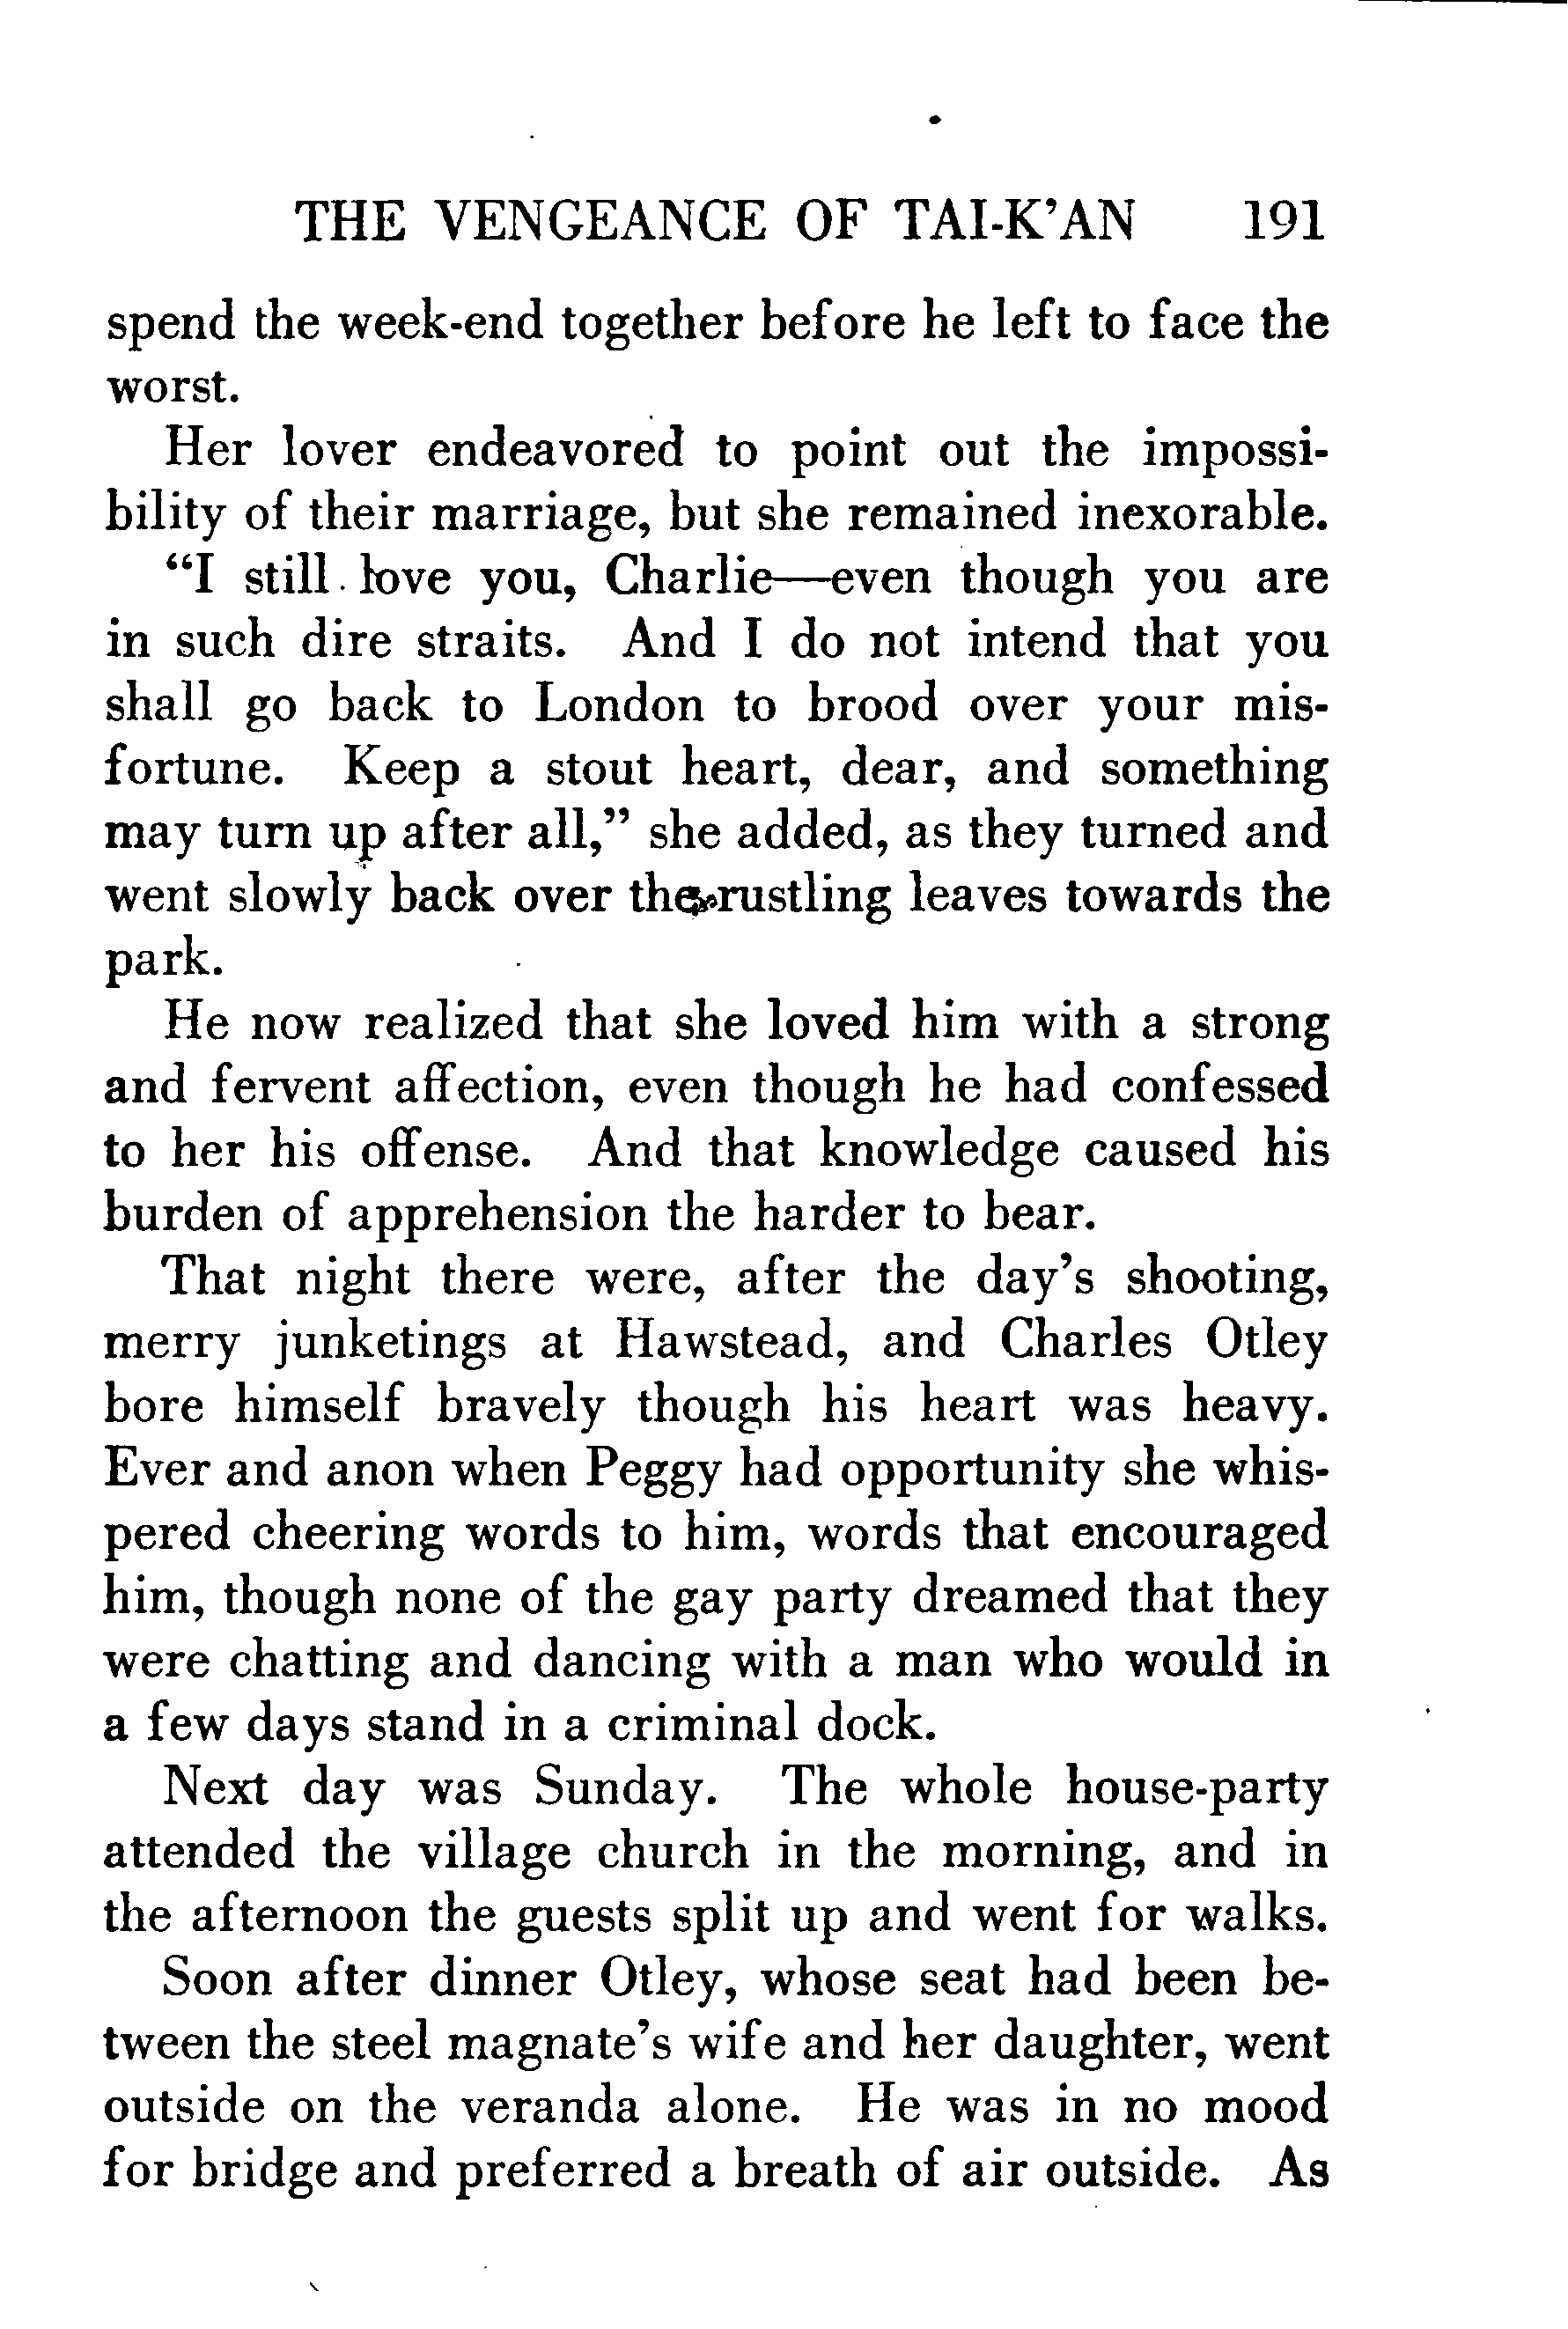 THE VENGEANCE OF TAI-K’AN 191
spend the week-end together before he left to face the
worst.
Her lover endeavored to point out the impossi-
bility of their marriage, but she remained inexorable.
“I still love you, Charlie—even though you are
in such dire straits. And I do not intend that you
shall go back to London to brood over your mis-
fortune. Keep a stout heart, dear, and something
may turn up after all,” she added, as they turned and
went slowly back over the rustling leaves towards the
park.
He now realized that she loved him with a strong
and fervent affection, even though he had confessed
to her his offense. And that knowledge caused his
burden of apprehension the harder to bear.
That night there were, after the day’s shooting,
merry junketings at Hawstead, and Charles Otley
bore himself bravely though his heart was heavy.
Ever and anon when Peggy had opportunity she whis-
pered cheering words to him, words that encouraged
him, though none of the gay party dreamed that they
were chatting and dancing with a man who would in
a few days stand in a criminal dock.
Next day was Sunday. The whole house-party
attended the village church in the morning, and in
the afternoon the guests split up and went for walks.
Soon after dinner Otley, whose seat had been be-
tween the steel magnate’s wife and her daughter, went
outside on the veranda alone. He was in no mood
for bridge and preferred a breath of air outside. As